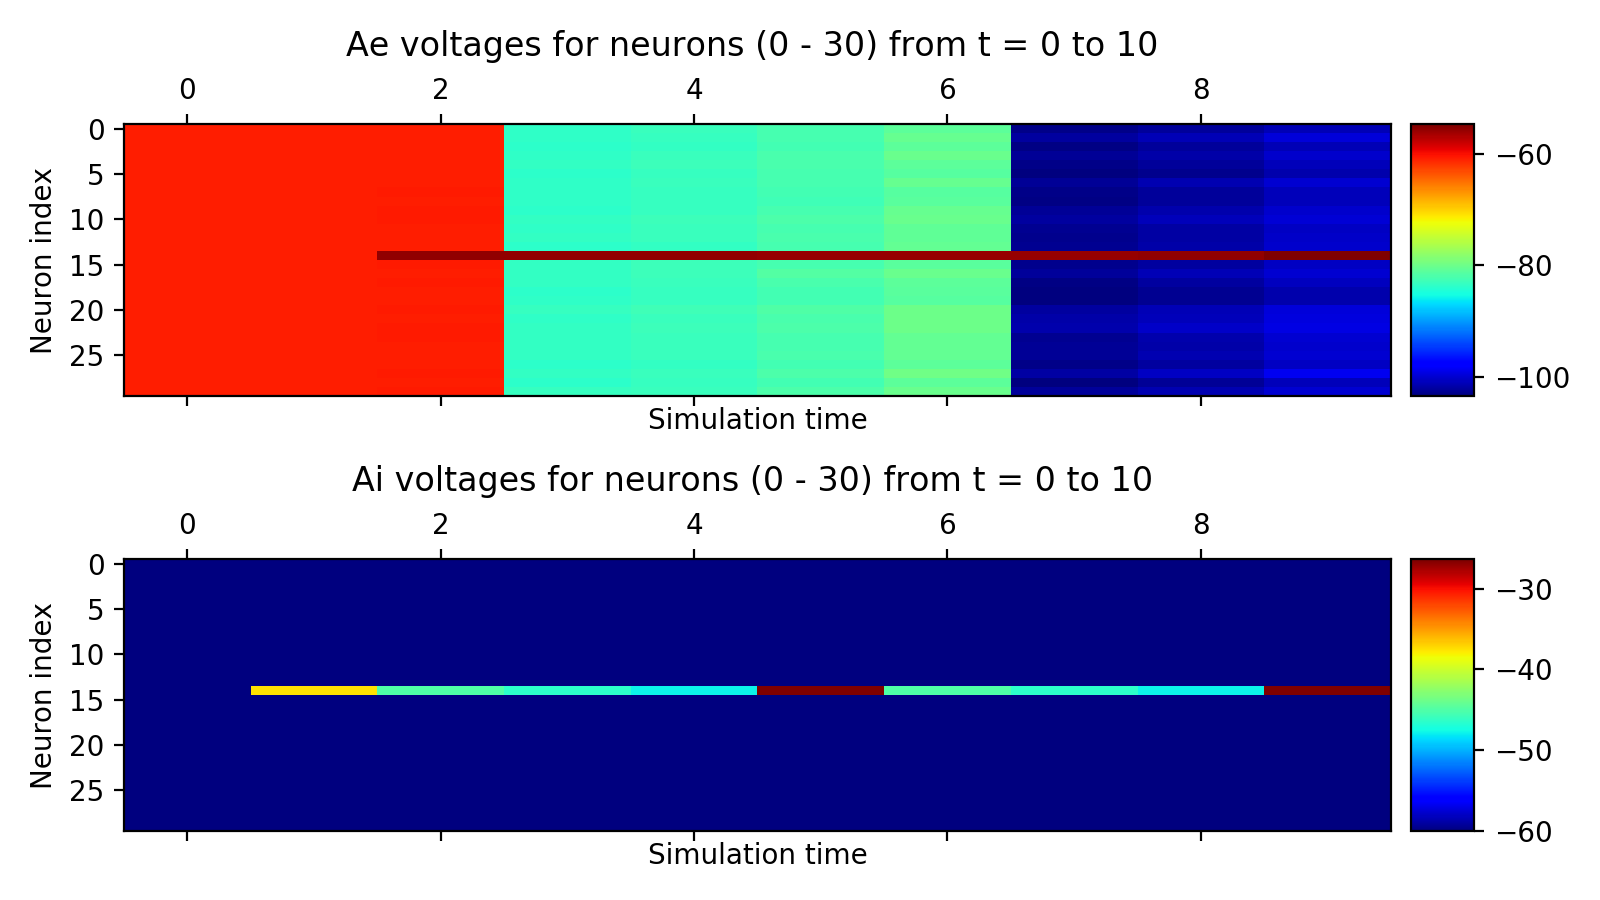 Ae voltages for neurons (0 - 30) from t = 0 to 10
0 2 4 6 8
0
5
10
15
20
25
Neuron index
Simulation time
−60
−80
−100
Ai voltages for neurons (0 - 30) from t = 0 to 10
0 2 4 6 8
0
5
10
15
20
25
Neuron index
Simulation time
−30
−40
−50
−60